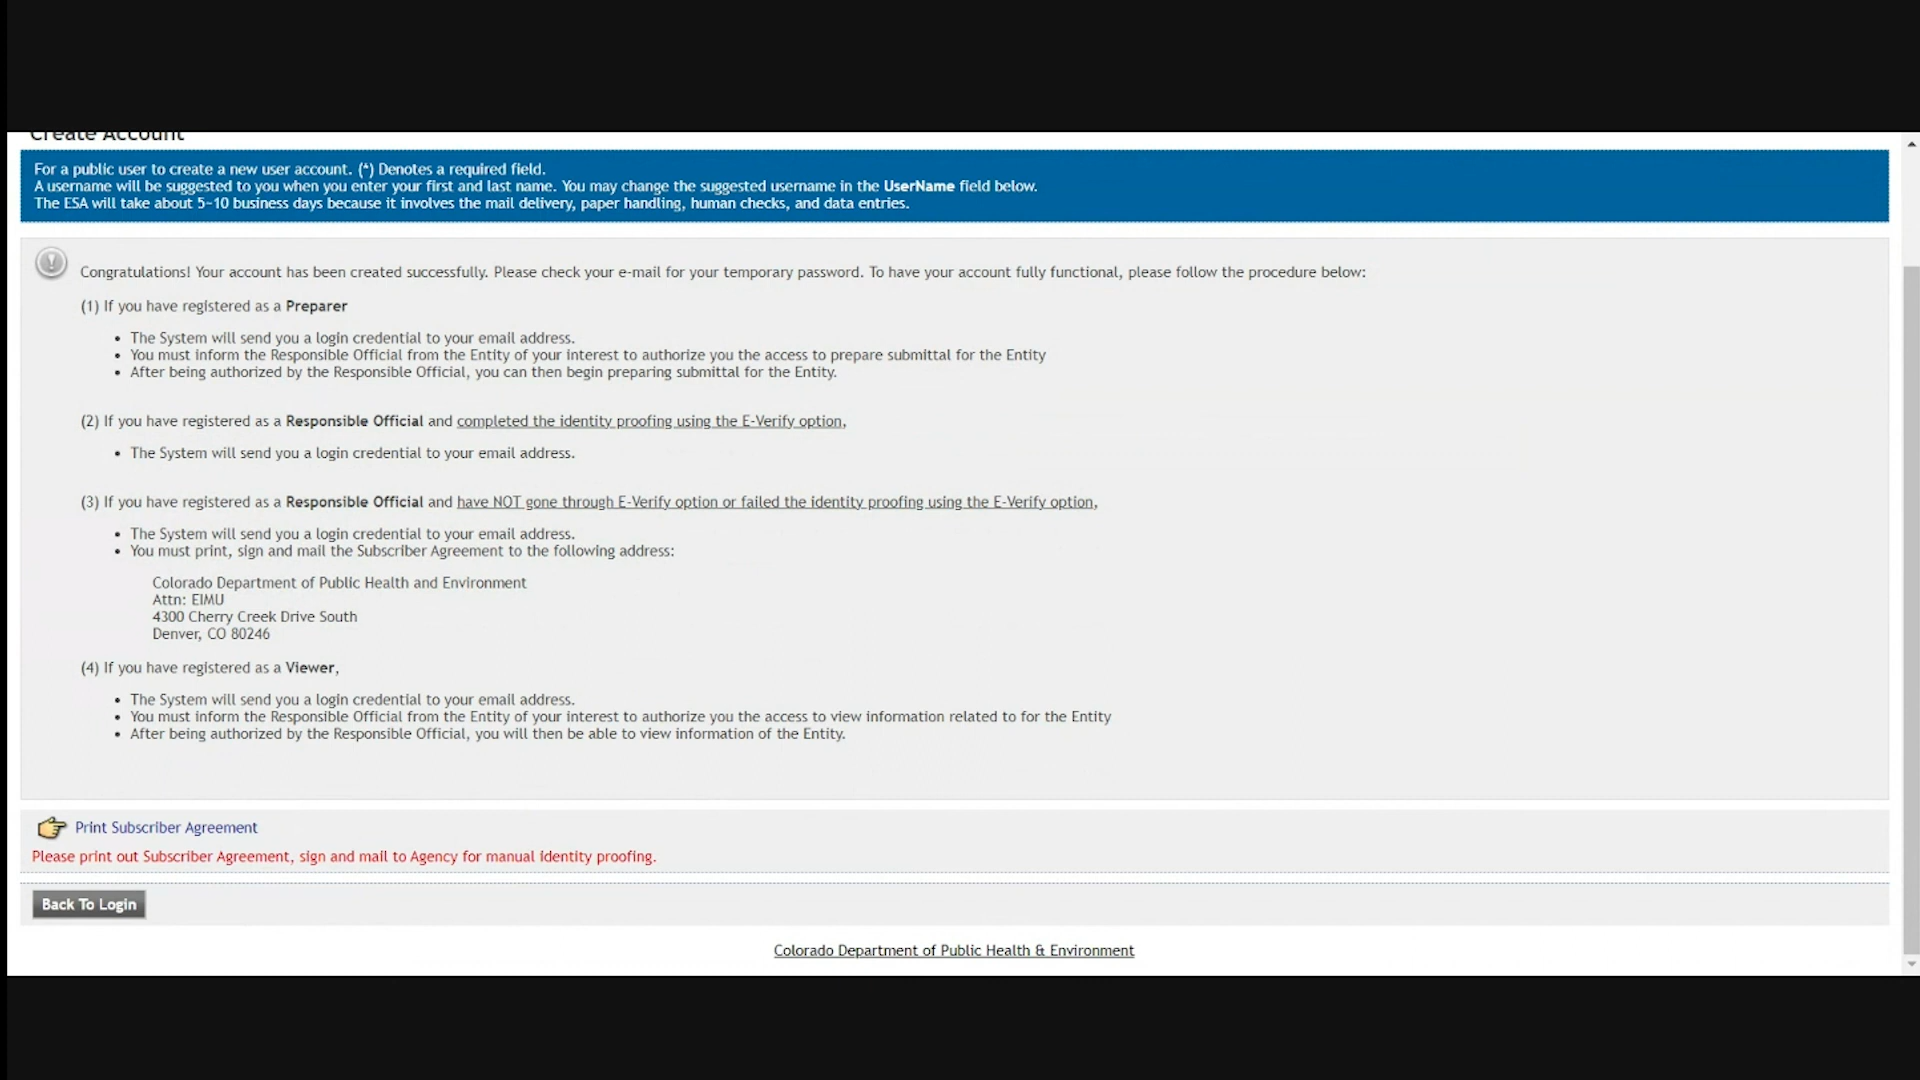 Create Account
For a public user to create a new user account. (*) Denotes a required field.
A username will be suggested to you when you enter your first and last name. You may change the suggested username in the UserName field below.
The ESA will take about 5-10 business days because it involves the mail delivery, paper handling, human checks, and data entries.
Congratulations! Your account has been created successfully. Please check your e-mail for your temporary password. To have your account fully functional, please follow the procedure below:
(1) If you have registered as a Preparer
• The System will send you a login credential to your email address.
• You must inform the Responsible Official from the Entity of your interest to authorize you the access to prepare submittal for the Entity
• After being authorized by the Responsible Official, you can then begin preparing submittal for the Entity.
(2) If you have registered as a Responsible Official and completed the identity proofing using the E-Verify option,
• The System will send you a login credential to your email address.
(3) If you have registered as a Responsible Official and have NOT gone through E-Verify option or failed the identity proofing using the E-Verify option,
• The System will send you a login credential to your email address.
• You must print, sign and mail the Subscriber Agreement to the following address:
Colorado Department of Public Health and Environment
Attn: EIMU
4300 Cherry Creek Drive South
Denver, CO 80246
(4) If you have registered as a Viewer,
• The System will send you a login credential to your email address.
• You must inform the Responsible Official from the Entity of your interest to authorize you the access to view information related to for the Entity
• After being authorized by the Responsible Official, you will then be able to view information of the Entity.
Print Subscriber Agreement
Please print out Subscriber Agreement, sign and mail to Agency for manual identity proofing.
Back To Login
Colorado Department of Public Health & Environment